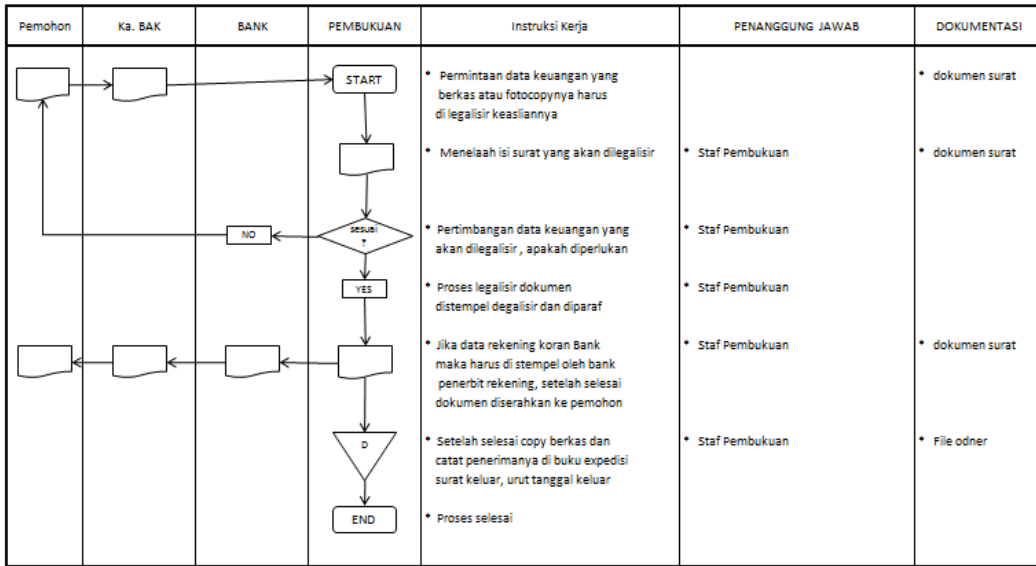 Pemohon
Ka. BAK
BANK
PEMBUKUAN
Instruksi Kerja
PENANGGUNG JAWAB
DOKUMENTASI
START
* Permintaan data keuangan yang
berkas atau fotocopynya harus
di legalisir keasliannya
* dokumen surat
* Menelaah isi surat yang akan dilegalisir
* Staf Pembukuan
* dokumen surat
NO
sesuai
?
* Pertimbangan data keuangan yang
akan dilegalisir , apakah diperlukan
* Staf Pembukuan
YES
* Proses legalisir dokumen
distempel degalisir dan diparaf
* Staf Pembukuan
* Jika data rekening koran Bank
maka harus di stempel oleh bank
penerbit rekening, setelah selesai
dokumen diserahkan ke pemohon
* Staf Pembukuan
* dokumen surat
D
* Setelah selesai copy berkas dan
catat penerimanya di buku expedisi
surat keluar, urut tanggal keluar
* Staf Pembukuan
* File odner
END
* Proses selesai